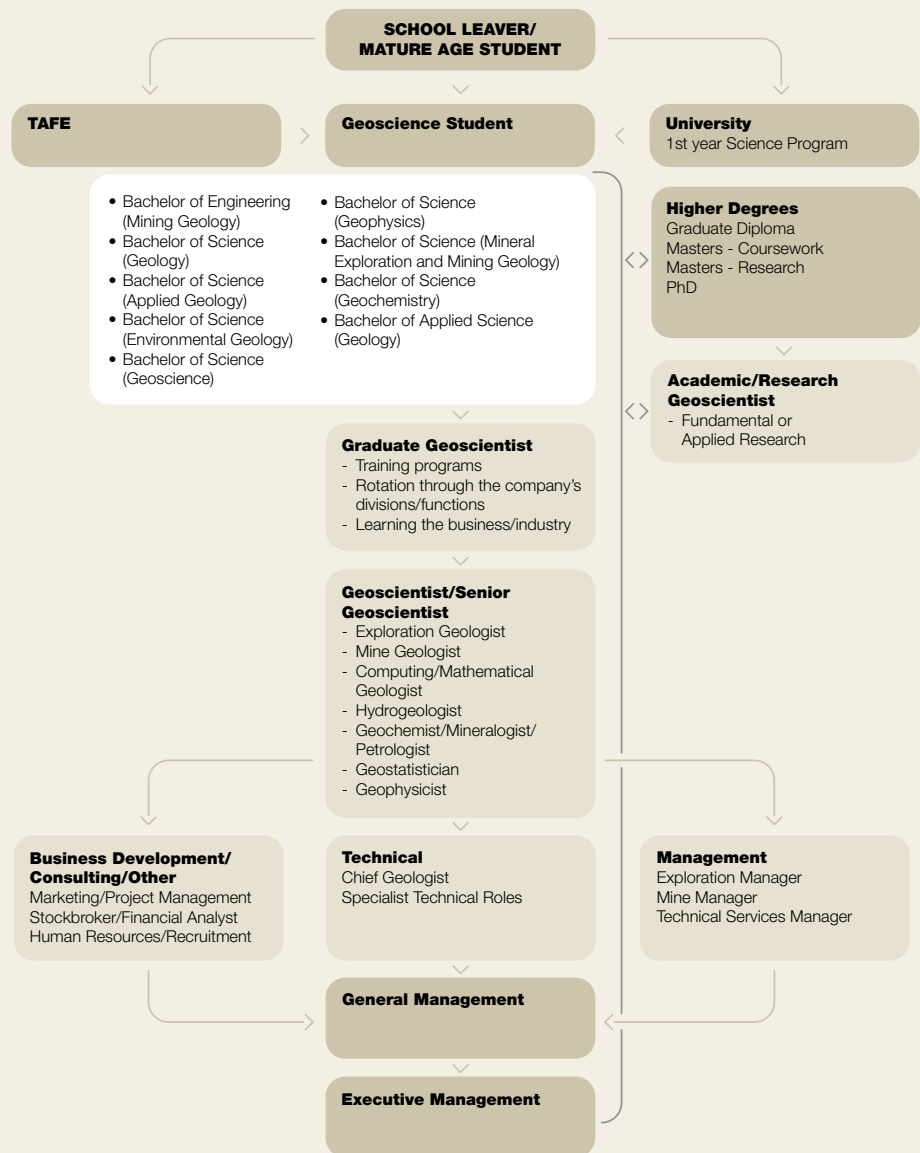 SCHOOL LEAVER/
MATURE AGE STUDENT
TAFE
Geoscience Student
University
1st year Science Program
• Bachelor of Engineering
(Mining Geology)
• Bachelor of Science
(Geology)
• Bachelor of Science
(Applied Geology)
• Bachelor of Science
(Environmental Geology)
• Bachelor of Science
(Geoscience)
• Bachelor of Science
(Geophysics)
• Bachelor of Science (Mineral
Exploration and Mining Geology)
• Bachelor of Science
(Geochemistry)
• Bachelor of Applied Science
(Geology)
Higher Degrees
Graduate Diploma
Masters - Coursework
Masters - Research
PhD
Academic/Research
Geoscientist
- Fundamental or
Applied Research
Graduate Geoscientist
- Training programs
- Rotation through the company's
divisions/functions
- Learning the business/industry
Geoscientist/Senior
Geoscientist
- Exploration Geologist
- Mine Geologist
- Computing/Mathematical
Geologist
- Hydrogeologist
- Geochemist/Mineralogist/
Petrologist
- Geostatistician
- Geophysicist
Business Development/
Consulting/Other
Marketing/Project Management
Stockbroker/Financial Analyst
Human Resources/Recruitment
Technical
Chief Geologist
Specialist Technical Roles
Management
Exploration Manager
Mine Manager
Technical Services Manager
General Management
Executive Management